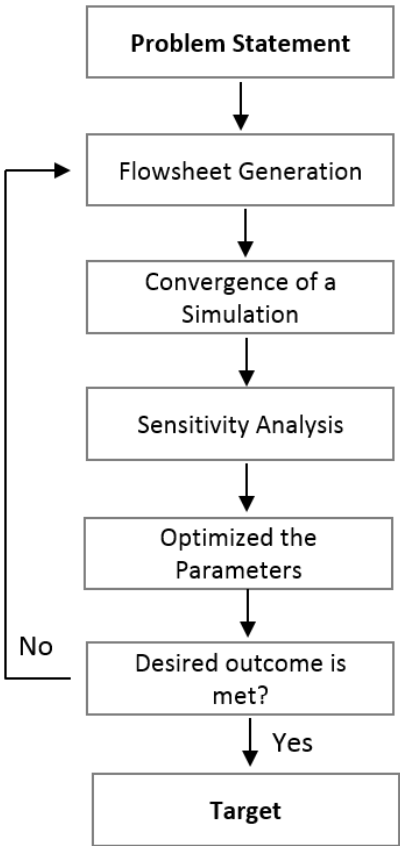 Problem Statement
Flowsheet Generation
Convergence of a
Simulation
Sensitivity Analysis
Optimized the
Parameters
No
Desired outcome is
met?
Yes
Target